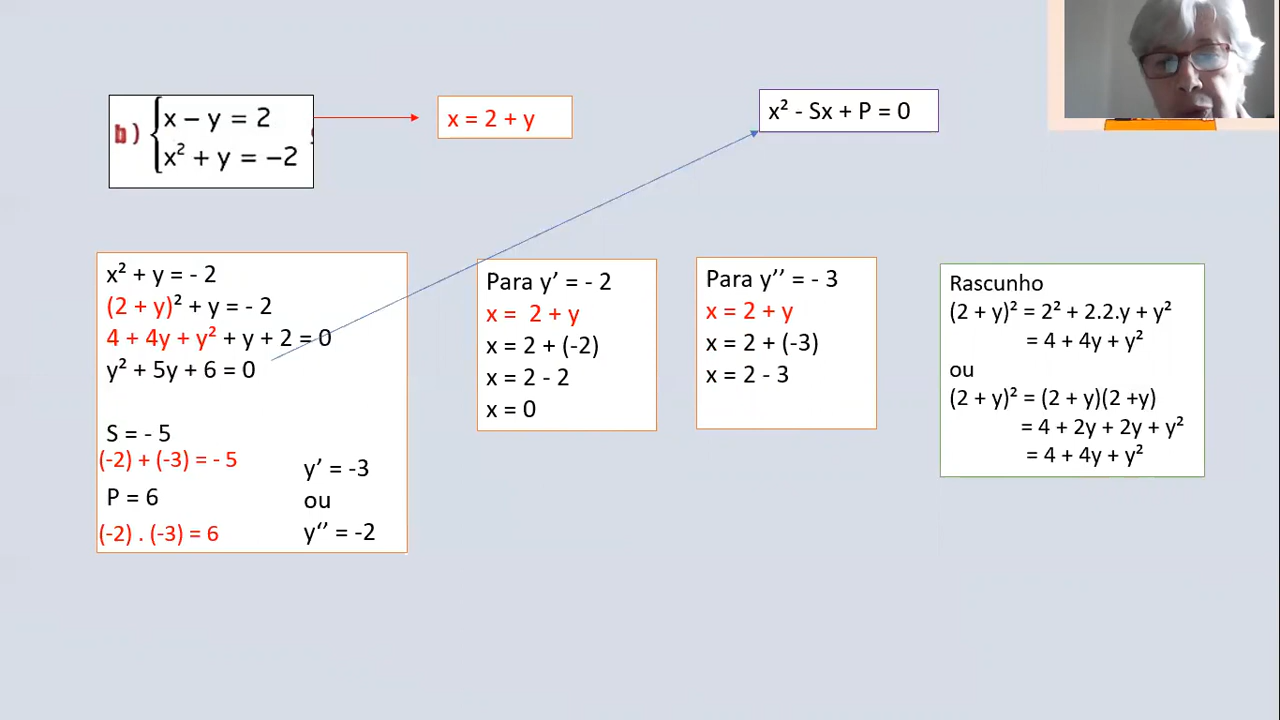 b) x – y = 2
x² + y = –2
x = 2 + y
x² - Sx + P = 0
x² + y = - 2
(2 + y)² + y = - 2
4 + 4y + y² + y + 2 = 0
y² + 5y + 6 = 0
S = - 5
(-2) + (-3) = - 5
P = 6
(-2) . (-3) = 6
y’ = -3
ou
y‘’ = -2
Para y’ = - 2
x = 2 + y
x = 2 + (-2)
x = 2 - 2
x = 0
Para y’’ = - 3
x = 2 + y
x = 2 + (-3)
x = 2 - 3
Rascunho
(2 + y)² = 2² + 2.2.y + y²
= 4 + 4y + y²
ou
(2 + y)² = (2 + y)(2 +y)
= 4 + 2y + 2y + y²
= 4 + 4y + y²